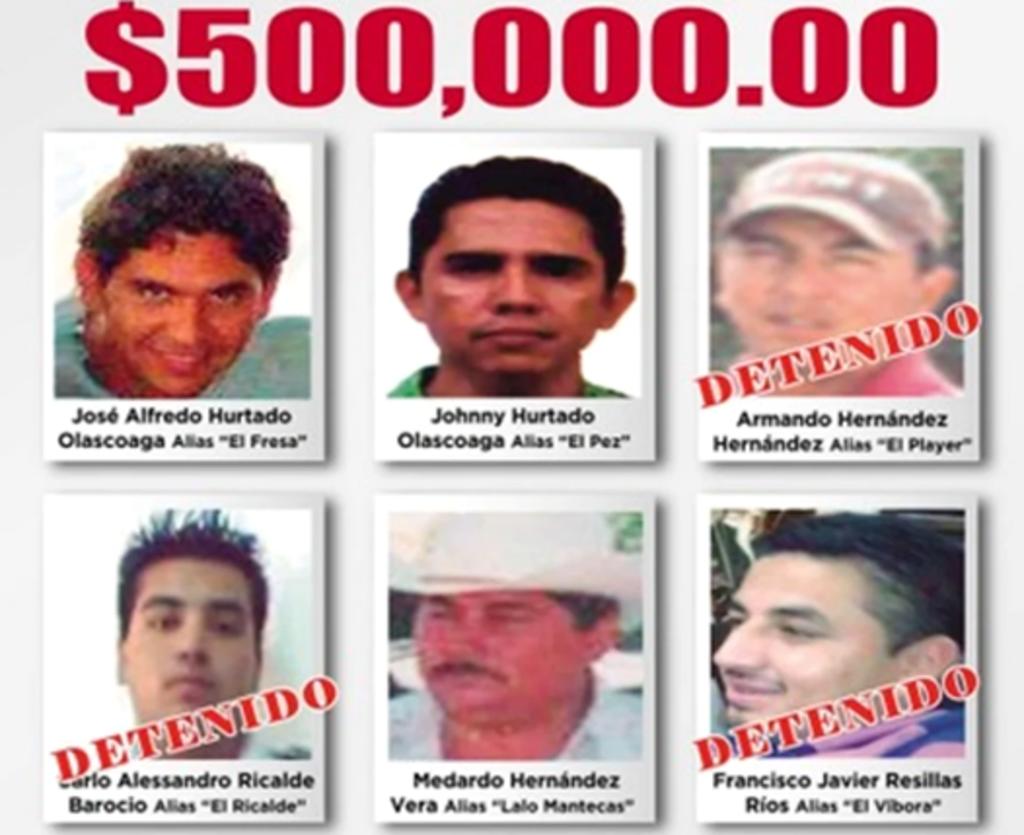 $500,000.00
José Alfredo Hurtado
Olascoaga Alias "El Fresa"
Johnny Hurtado
Olascoaga Alias "El Pez"
DETENIDO
Armando Hernández
Hernández Alias "El Player"
DETENIDO
Carlo Alessandro Ricalde
Barocio Alias "El Ricalde"
Medardo Hernández
Vera Alias "Lalo Mantecas"
DETENIDO
Francisco Javier Resillas
Ríos Alias "El Víbora"